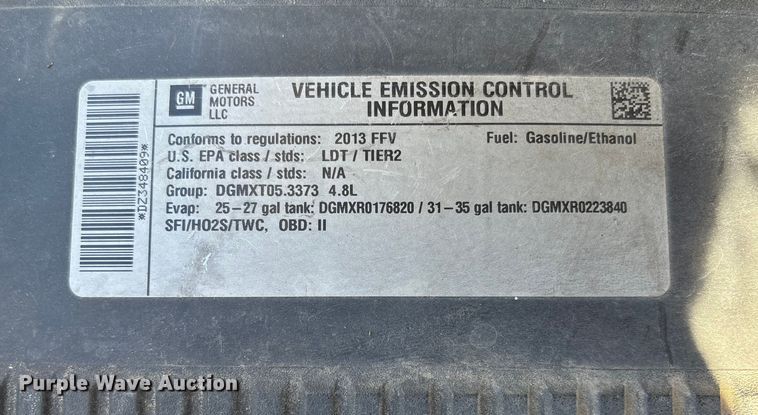 *DZ348409*
GM
GENERAL
MOTORS
LLC
VEHICLE EMISSION CONTROL
INFORMATION
Conforms to regulations: 2013 FFV Fuel: Gasoline/Ethanol
U.S. EPA class / stds: LDT / TIER2
California class / stds: N/A
Group: DGMXT05.3373 4.8L
Evap: 25-27 gal tank: DGMXR0176820 / 31-35 gal tank: DGMXR0223840
SFI/HO2S/TWC, OBD: II
Purple Wave Auction